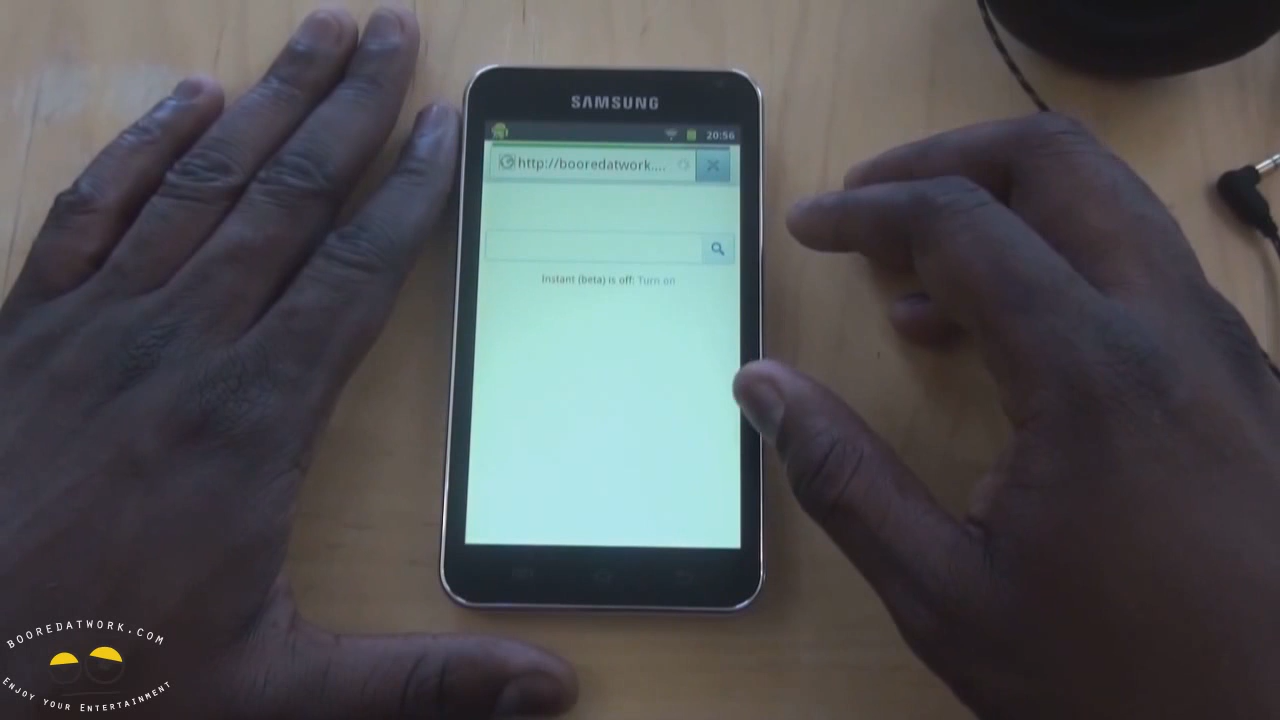 SAMSUNG
20:56
http://booredatwork....
Instant (beta) is off: Turn on
BOOREDATWORK.COM
ENJOY YOUR ENTERTAINMENT